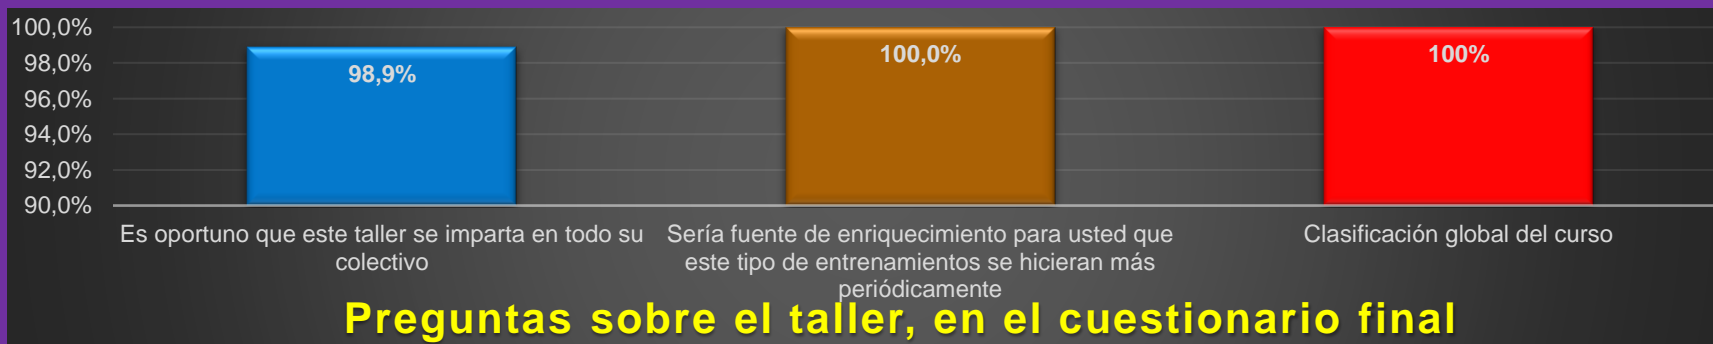 100,0%
98,0%
96,0%
94,0%
92,0%
90,0%
98,9%
100,0%
100%
Es oportuno que este taller se imparta en todo su
colectivo
Sería fuente de enriquecimiento para usted que
este tipo de entrenamientos se hicieran más
periódicamente
Clasificación global del curso
Preguntas sobre el taller, en el cuestionario final